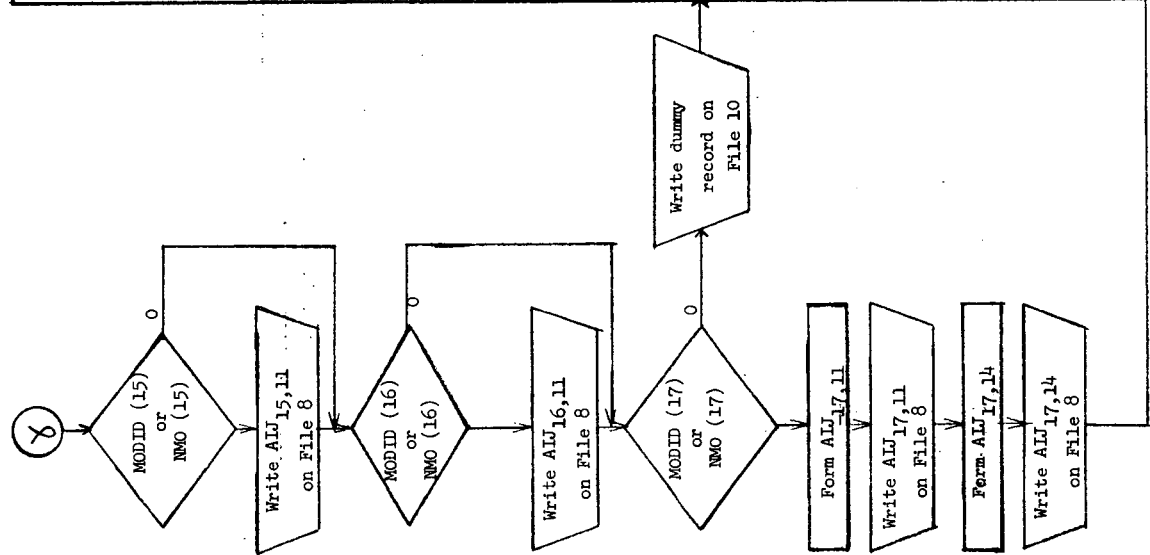 γ
MODID (15)
or
NMO (15)
0
Write ALJ15,11
on File 8
MODID (16)
or
NMO (16)
0
Write ALJ16,11
on File 8
MODID (17)
or
NMO (17)
0
Write dummy
record on
File 10
Form ALJ17,11
Write ALJ17,11
on File 8
Form ALJ17,14
Write ALJ17,14
on File 8